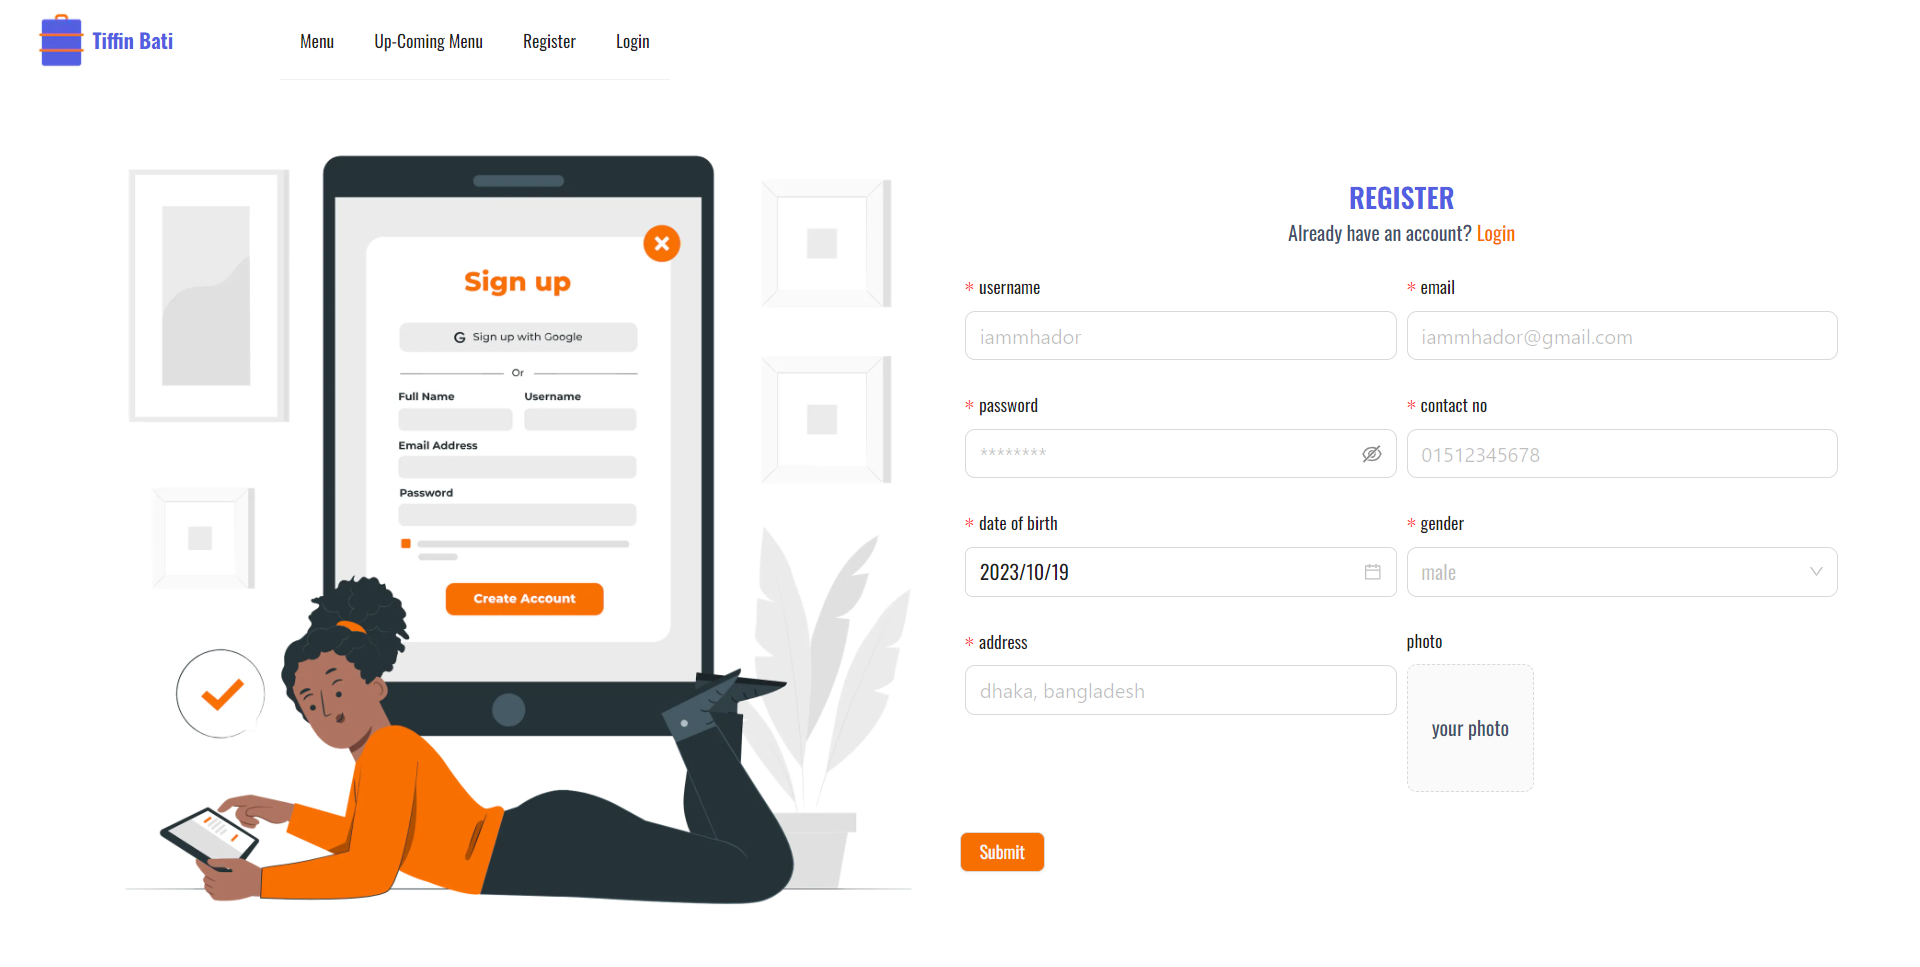 Tiffin Bati
Menu Up-Coming Menu Register Login
Sign up
G Sign up with Google
Or
Full Name Username
Email Address
Password
Create Account
REGISTER
Already have an account? Login
* username * email
iammhador iammhador@gmail.com
* password * contact no
******** 01512345678
* date of birth * gender
2023/10/19 male
* address photo
dhaka, bangladesh
your photo
Submit